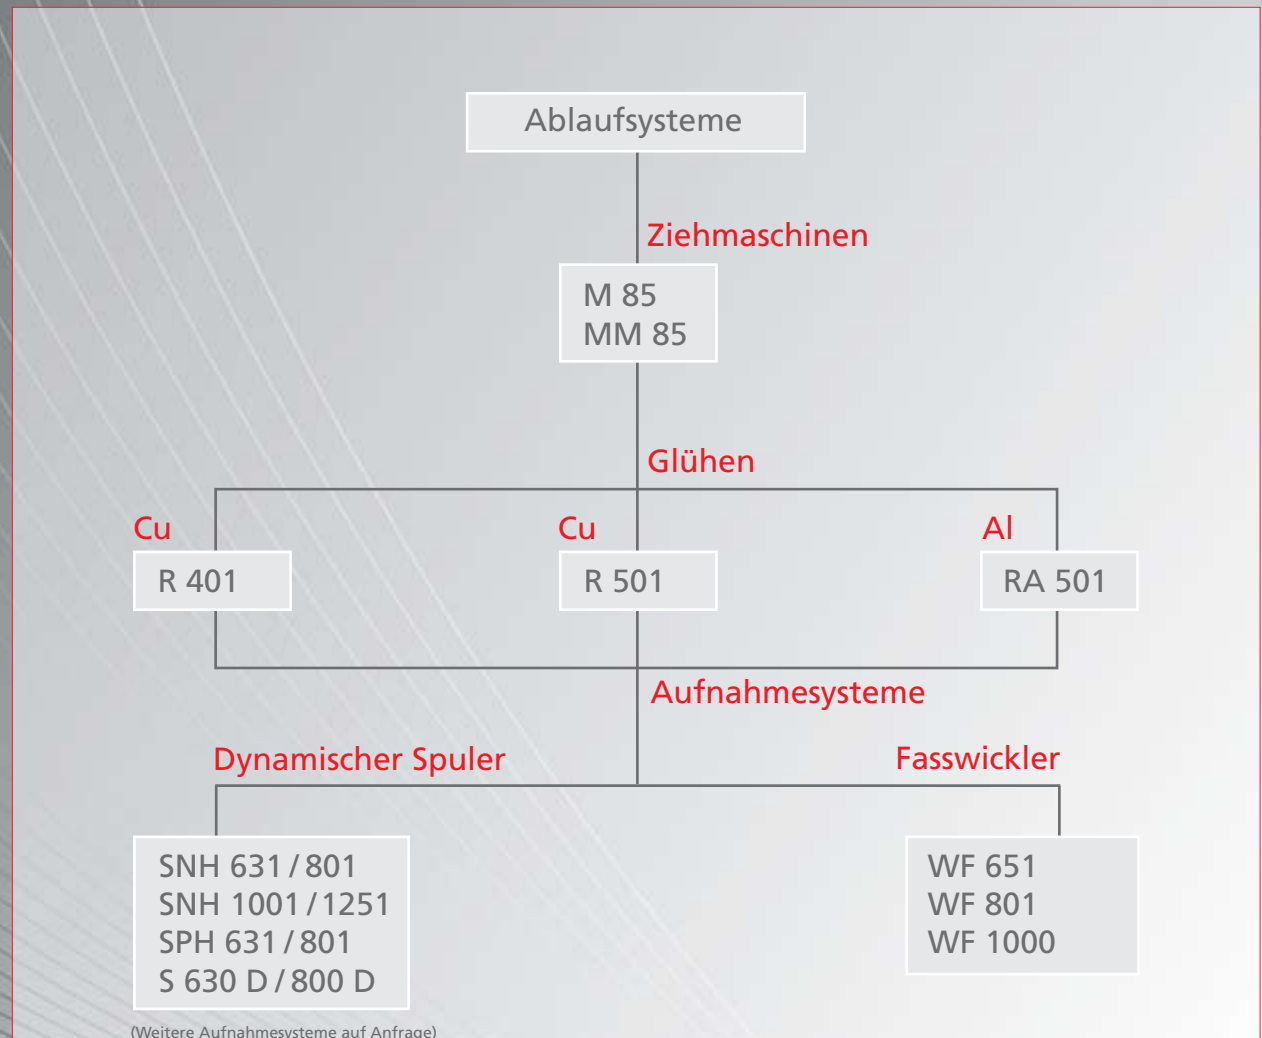 Ablaufsysteme
Ziehmaschinen
M 85
MM 85
Glühen
Cu
R 401
Cu
R 501
Al
RA 501
Aufnahmesysteme
Dynamischer Spuler
Fasswickler
SNH 631 / 801
SNH 1001 / 1251
SPH 631 / 801
S 630 D / 800 D
WF 651
WF 801
WF 1000
(Weitere Aufnahmesysteme auf Anfrage)